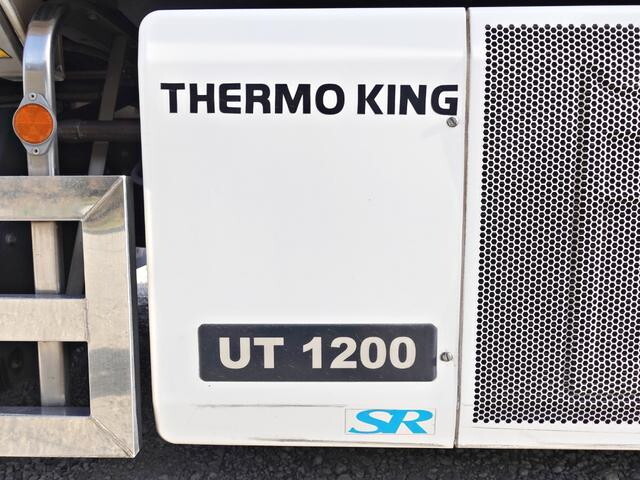 THERMO KING
UT 1200
SR